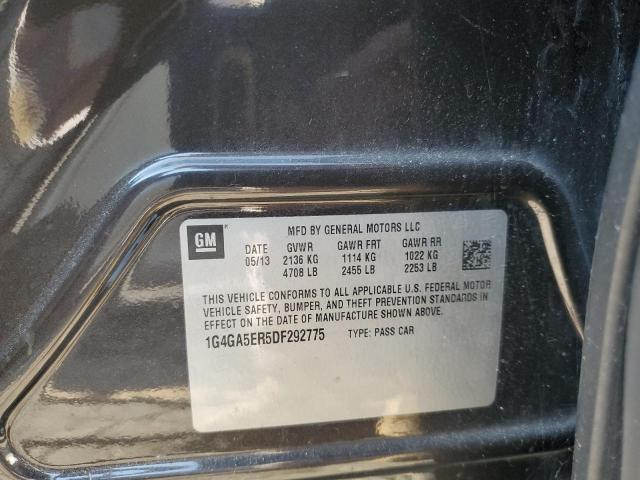 GM
MFD BY GENERAL MOTORS LLC
DATE GVWR GAWR FRT GAWR RR
05/13 2136 KG 1114 KG 1022 KG
4708 LB 2455 LB 2253 LB
THIS VEHICLE CONFORMS TO ALL APPLICABLE U.S. FEDERAL MOTOR
VEHICLE SAFETY, BUMPER, AND THEFT PREVENTION STANDARDS IN
EFFECT ON THE DATE OF MANUFACTURE SHOWN ABOVE.
1G4GA5ER5DF292775 TYPE: PASS CAR